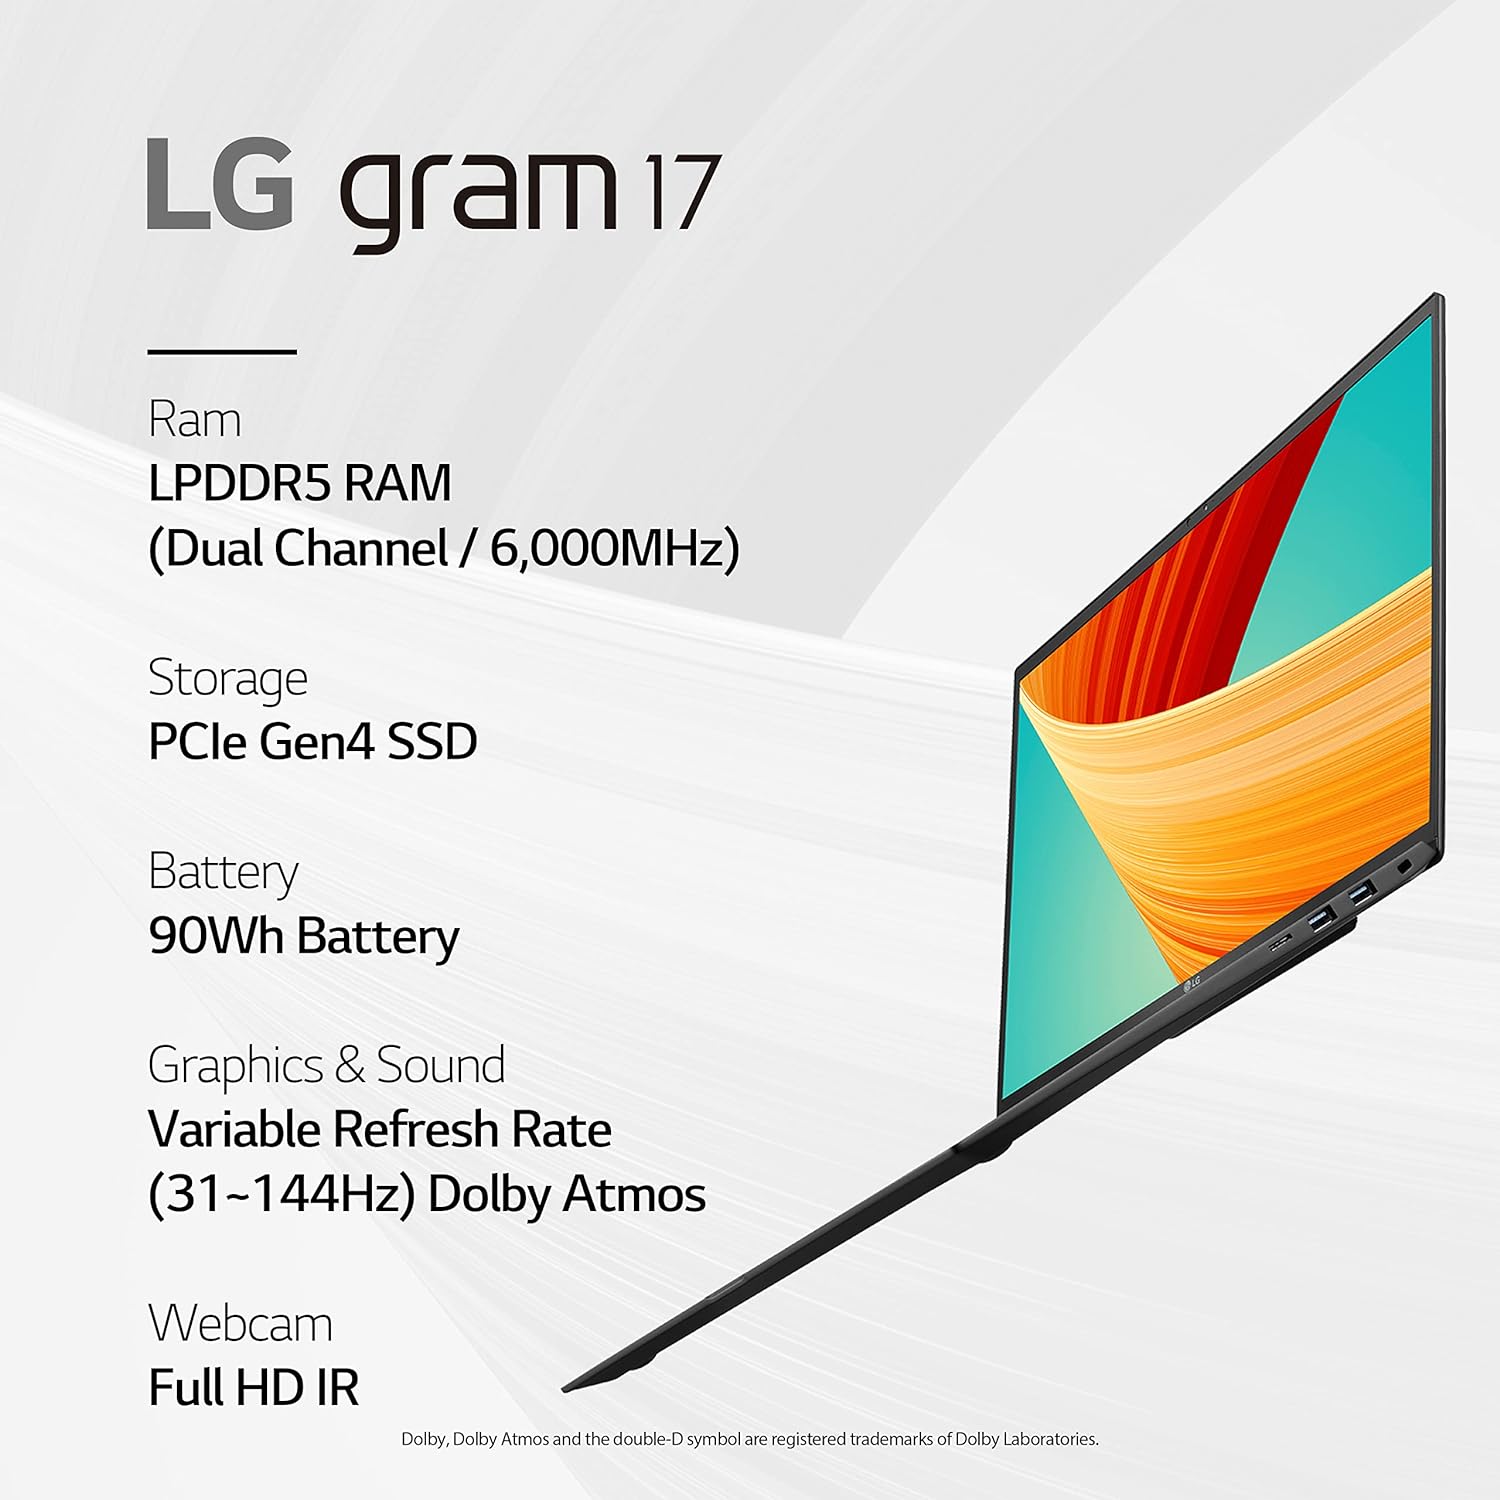 LG gram 17
Ram
LPDDR5 RAM
(Dual Channel / 6,000MHz)
Storage
PCIe Gen4 SSD
Battery
90Wh Battery
Graphics & Sound
Variable Refresh Rate
(31~144Hz) Dolby Atmos
Webcam
Full HD IR
LG
Dolby, Dolby Atmos and the double-D symbol are registered trademarks of Dolby Laboratories.